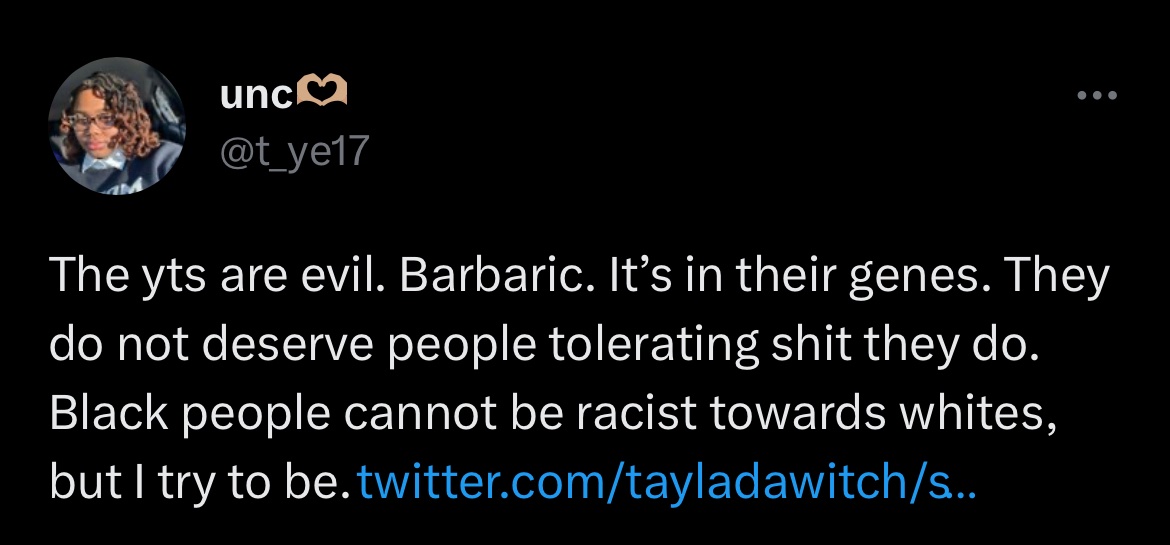 unc🫶🏼
@t_ye17
The yts are evil. Barbaric. It’s in their genes. They
do not deserve people tolerating shit they do.
Black people cannot be racist towards whites,
but I try to be. twitter.com/tayladawitch/s…